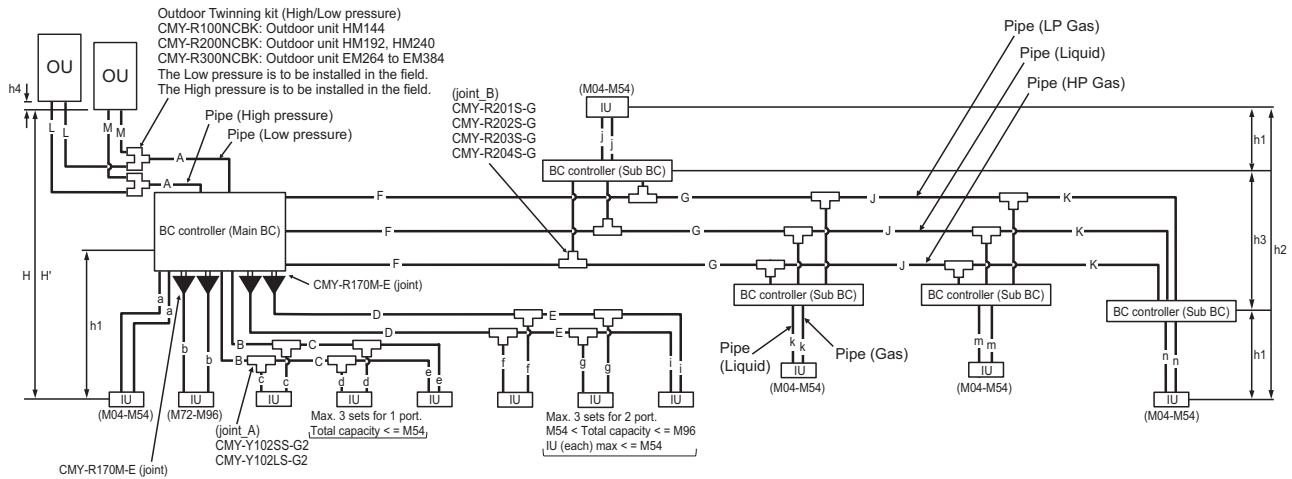 Outdoor Twinning kit (High/Low pressure)
CMY-R100NCBK: Outdoor unit HM144
CMY-R200NCBK: Outdoor unit HM192, HM240
CMY-R300NCBK: Outdoor unit EM264 to EM384
The Low pressure is to be installed in the field.
The High pressure is to be installed in the field.
OU
OU
h4
L
L
M
M
Pipe (High pressure)
Pipe (Low pressure)
A
A
(joint_B)
CMY-R201S-G
CMY-R202S-G
CMY-R203S-G
CMY-R204S-G
(M04-M54)
IU
j
j
BC controller (Sub BC)
Pipe (LP Gas)
Pipe (Liquid)
Pipe (HP Gas)
h1
h3
h2
h1
BC controller (Main BC)
F
G
J
K
F
G
J
K
F
G
J
K
H
H'
h1
CMY-R170M-E (joint)
BC controller (Sub BC)
BC controller (Sub BC)
BC controller (Sub BC)
a
a
b
b
B
C
B
C
D
E
D
E
c
c
d
d
e
e
f
f
g
g
i
i
Pipe
(Liquid)
k
k
Pipe (Gas)
m
m
n
n
IU
(M04-M54)
IU
(M04-M54)
IU
(M04-M54)
IU
(M04-M54)
IU
(M72-M96)
IU
IU
IU
IU
IU
IU
Max. 3 sets for 1 port.
Total capacity < = M54
Max. 3 sets for 2 port.
M54 < Total capacity < = M96
IU (each) max < = M54
(joint_A)
CMY-Y102SS-G2
CMY-Y102LS-G2
CMY-R170M-E (joint)